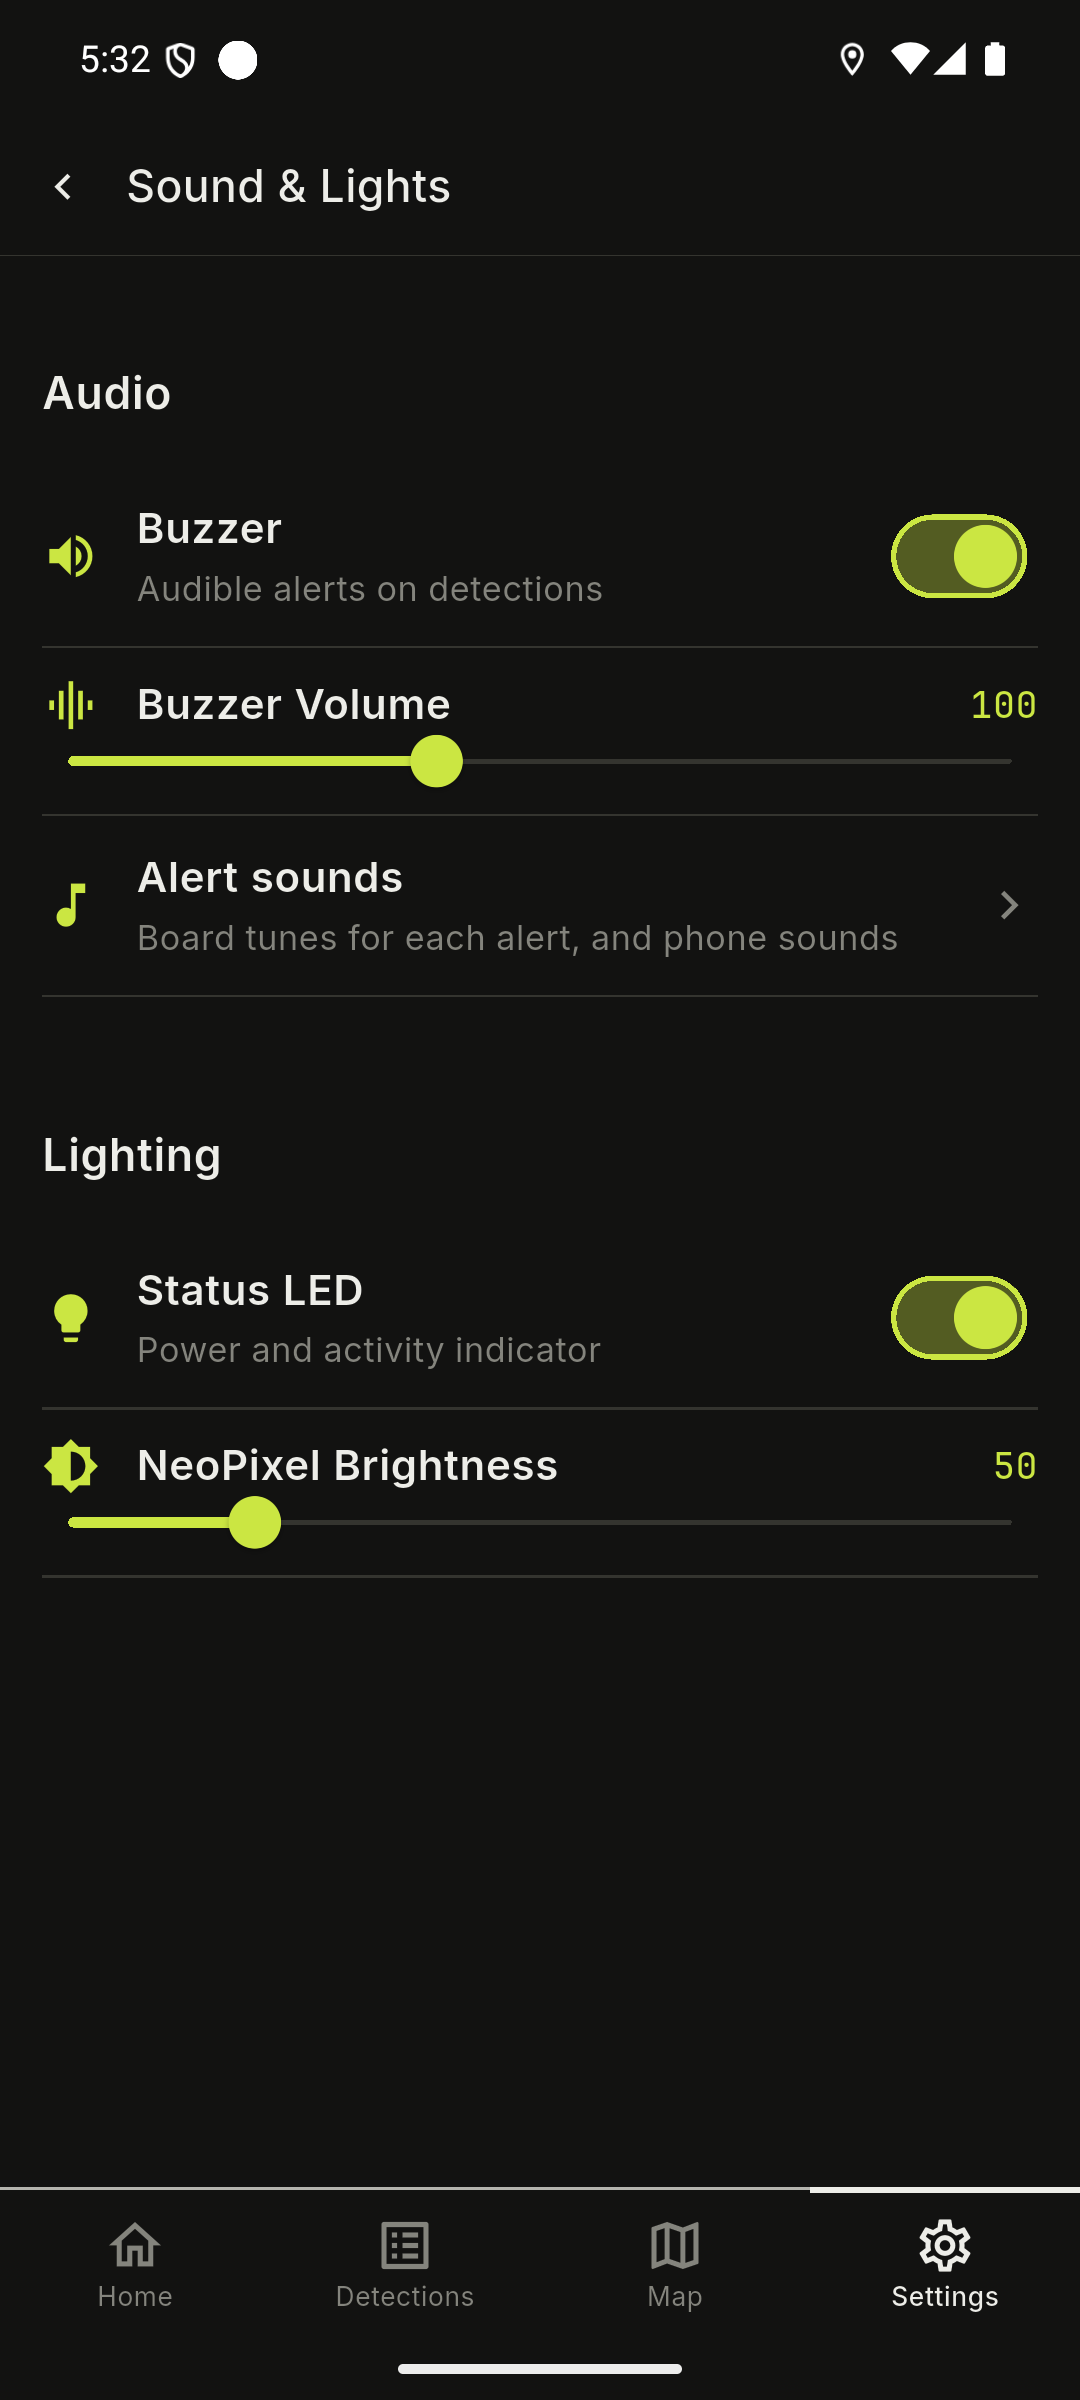 5:32
Sound & Lights
Audio
Buzzer
Audible alerts on detections
Buzzer Volume
100
Alert sounds
Board tunes for each alert, and phone sounds
Lighting
Status LED
Power and activity indicator
NeoPixel Brightness
50
Home
Detections
Map
Settings